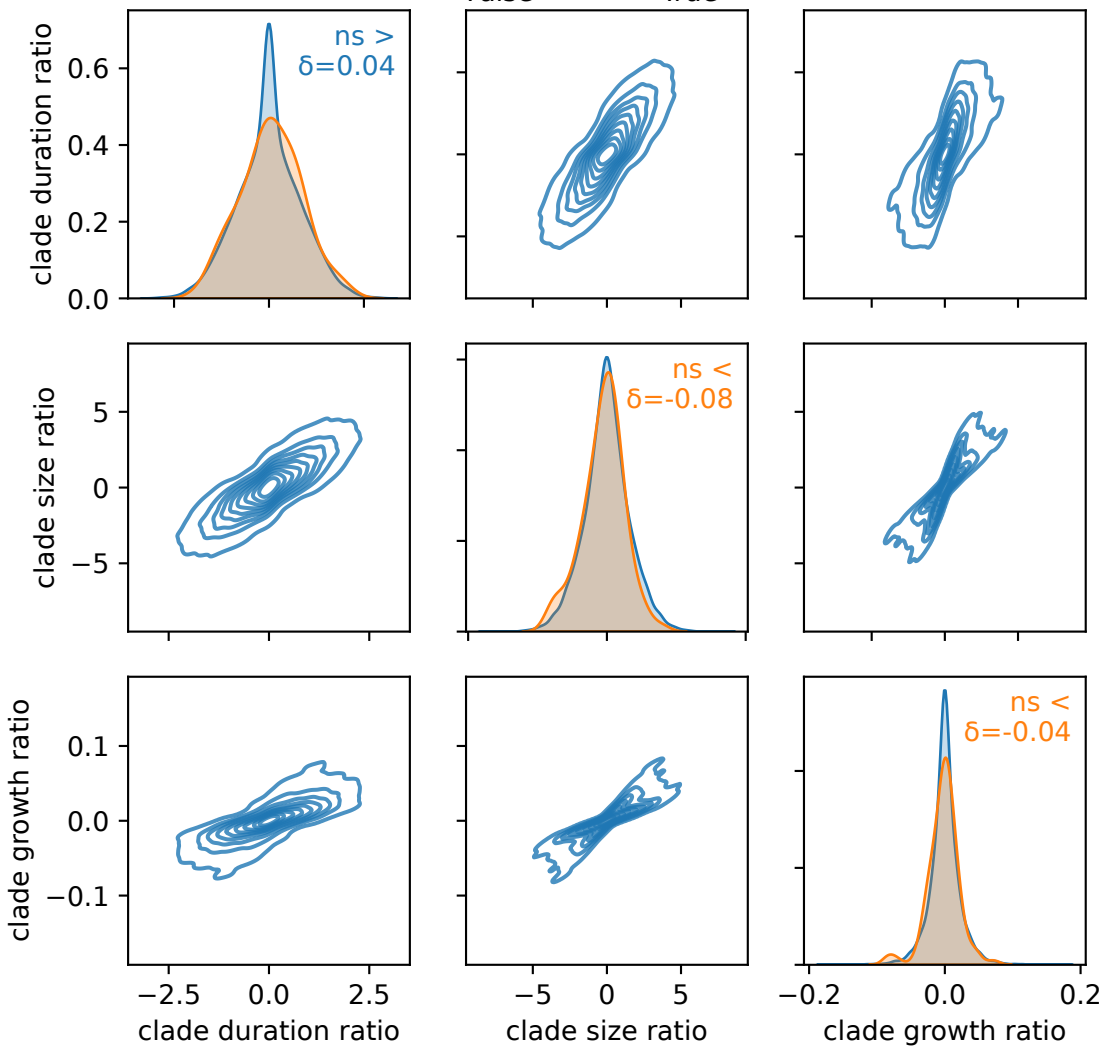 clade duration ratio
0.6
0.4
0.2
0.0
ns >
δ=0.04
clade size ratio
5
0
−5
ns <
δ=-0.08
clade growth ratio
0.1
0.0
−0.1
ns <
δ=-0.04
−2.5 0.0 2.5
clade duration ratio
−5 0 5
clade size ratio
−0.2 0.0 0.2
clade growth ratio